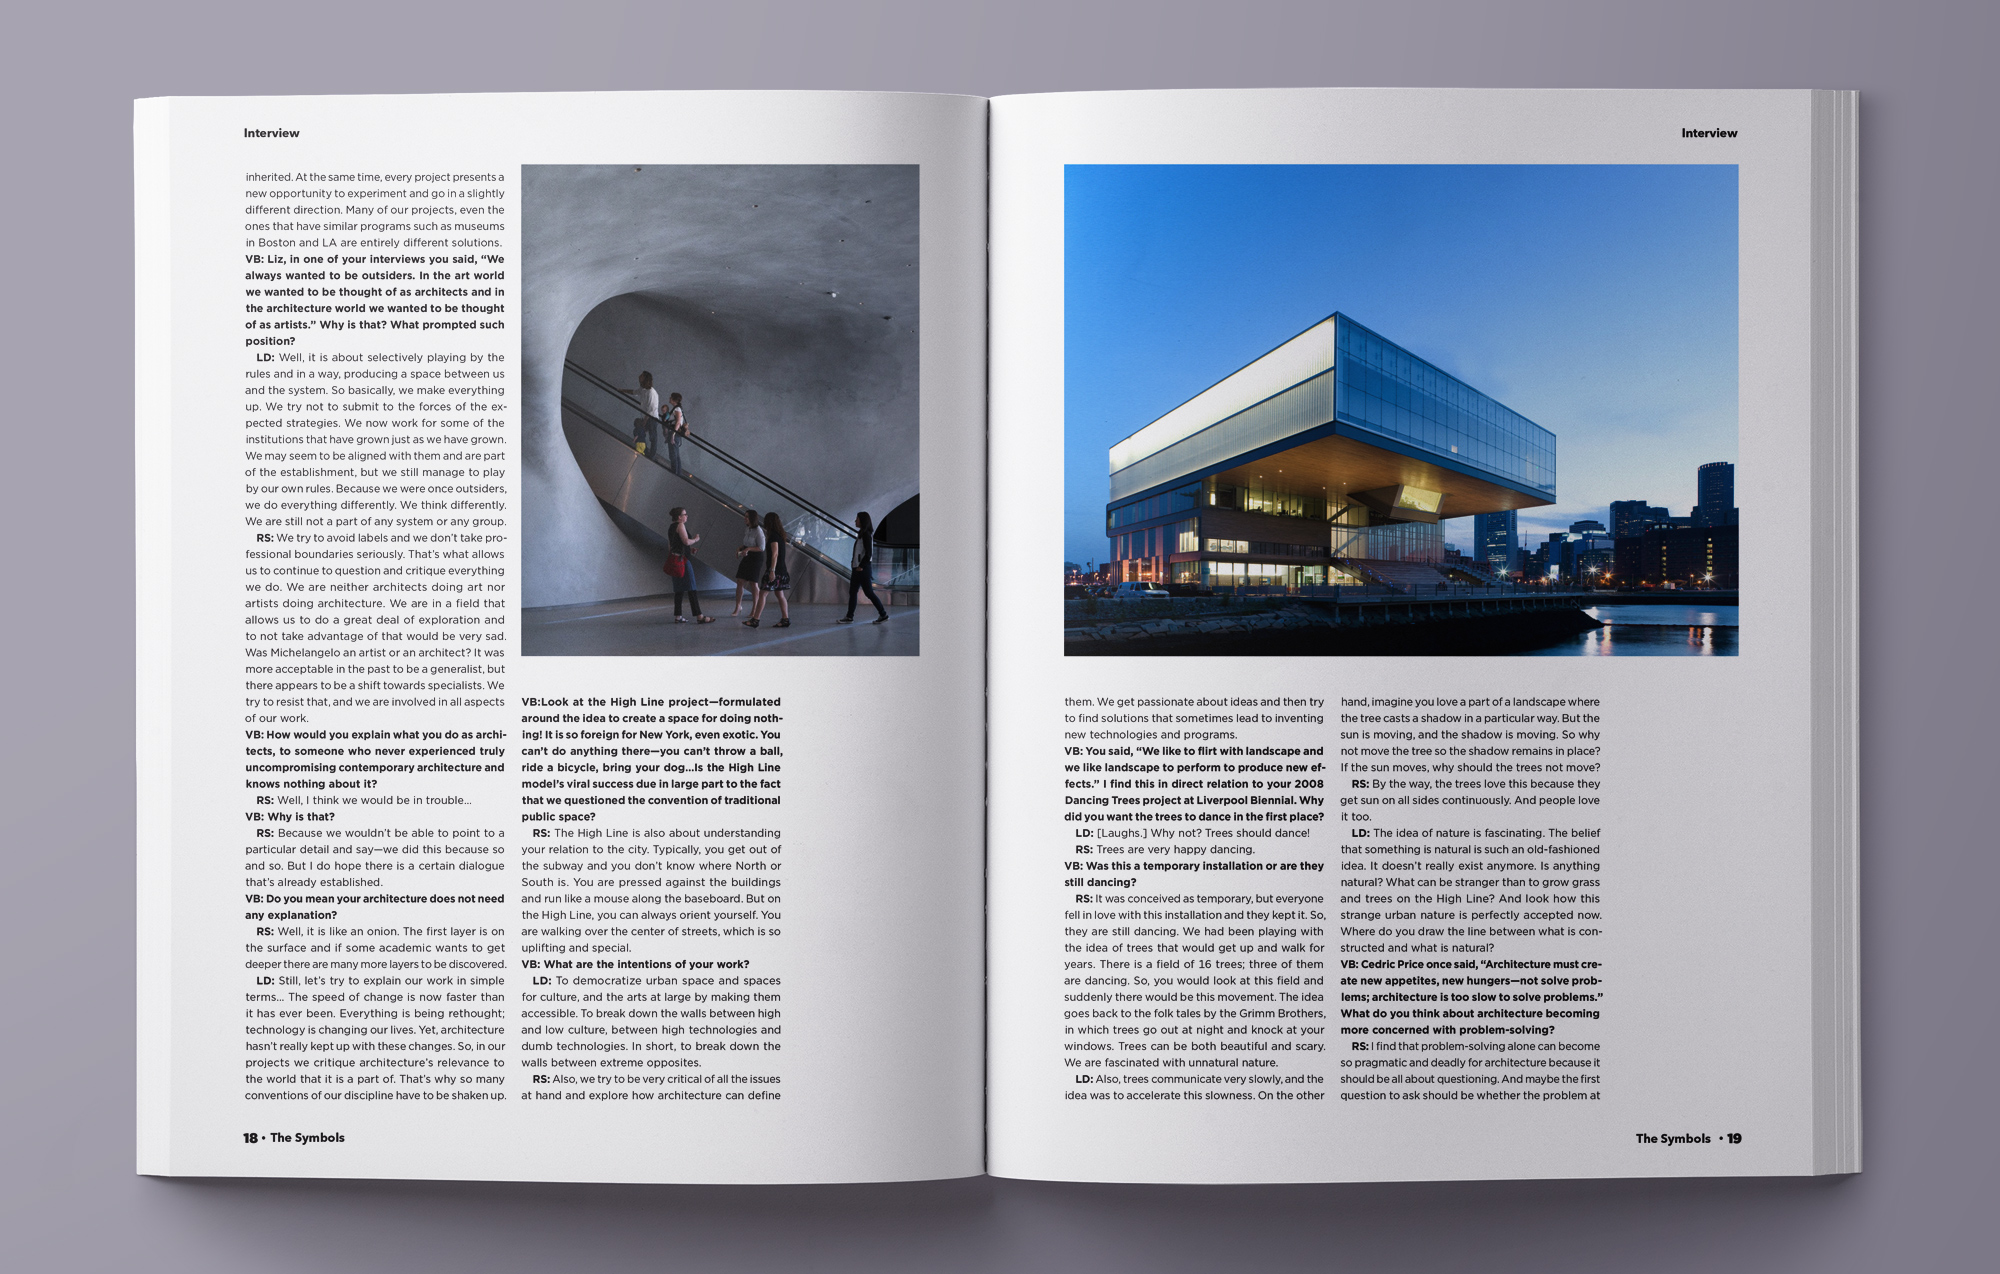 Interview
inherited. At the same time, every project presents a
new opportunity to experiment and go in a slightly
different direction. Many of our projects, even the
ones that have similar programs such as museums
in Boston and LA are entirely different solutions.
VB: Liz, in one of your interviews you said, “We
always wanted to be outsiders. In the art world
we wanted to be thought of as architects and in
the architecture world we wanted to be thought
of as artists.” Why is that? What prompted such
position?
LD: Well, it is about selectively playing by the
rules and in a way, producing a space between us
and the system. So basically, we make everything
up. We try not to submit to the forces of the ex-
pected strategies. We now work for some of the
institutions that have grown just as we have grown.
We may seem to be aligned with them and are part
of the establishment, but we still manage to play
by our own rules. Because we were once outsiders,
we do everything differently. We think differently.
We are still not a part of any system or any group.
RS: We try to avoid labels and we don’t take pro-
fessional boundaries seriously. That’s what allows
us to continue to question and critique everything
we do. We are neither architects doing art nor
artists doing architecture. We are in a field that
allows us to do a great deal of exploration and
to not take advantage of that would be very sad.
Was Michelangelo an artist or an architect? It was
more acceptable in the past to be a generalist, but
there appears to be a shift towards specialists. We
try to resist that, and we are involved in all aspects
of our work.
VB: How would you explain what you do as archi-
tects, to someone who never experienced truly
uncompromising contemporary architecture and
knows nothing about it?
RS: Well, I think we would be in trouble...
VB: Why is that?
RS: Because we wouldn’t be able to point to a
particular detail and say—we did this because so
and so. But I do hope there is a certain dialogue
that’s already established.
VB: Do you mean your architecture does not need
any explanation?
RS: Well, it is like an onion. The first layer is on
the surface and if some academic wants to get
deeper there are many more layers to be discovered.
LD: Still, let’s try to explain our work in simple
terms... The speed of change is now faster than
it has ever been. Everything is being rethought;
technology is changing our lives. Yet, architecture
hasn’t really kept up with these changes. So, in our
projects we critique architecture’s relevance to
the world that it is a part of. That’s why so many
conventions of our discipline have to be shaken up.
VB:Look at the High Line project—formulated
around the idea to create a space for doing noth-
ing! It is so foreign for New York, even exotic. You
can’t do anything there—you can’t throw a ball,
ride a bicycle, bring your dog...Is the High Line
model’s viral success due in large part to the fact
that we questioned the convention of traditional
public space?
RS: The High Line is also about understanding
your relation to the city. Typically, you get out of
the subway and you don’t know where North or
South is. You are pressed against the buildings
and run like a mouse along the baseboard. But on
the High Line, you can always orient yourself. You
are walking over the center of streets, which is so
uplifting and special.
VB: What are the intentions of your work?
LD: To democratize urban space and spaces
for culture, and the arts at large by making them
accessible. To break down the walls between high
and low culture, between high technologies and
dumb technologies. In short, to break down the
walls between extreme opposites.
RS: Also, we try to be very critical of all the issues
at hand and explore how architecture can define
18 • The Symbols
Interview
them. We get passionate about ideas and then try
to find solutions that sometimes lead to inventing
new technologies and programs.
VB: You said, “We like to flirt with landscape and
we like landscape to perform to produce new ef-
fects.” I find this in direct relation to your 2008
Dancing Trees project at Liverpool Biennial. Why
did you want the trees to dance in the first place?
LD: [Laughs.] Why not? Trees should dance!
RS: Trees are very happy dancing.
VB: Was this a temporary installation or are they
still dancing?
RS: It was conceived as temporary, but everyone
fell in love with this installation and they kept it. So,
they are still dancing. We had been playing with
the idea of trees that would get up and walk for
years. There is a field of 16 trees; three of them
are dancing. So, you would look at this field and
suddenly there would be this movement. The idea
goes back to the folk tales by the Grimm Brothers,
in which trees go out at night and knock at your
windows. Trees can be both beautiful and scary.
We are fascinated with unnatural nature.
LD: Also, trees communicate very slowly, and the
idea was to accelerate this slowness. On the other
hand, imagine you love a part of a landscape where
the tree casts a shadow in a particular way. But the
sun is moving, and the shadow is moving. So why
not move the tree so the shadow remains in place?
If the sun moves, why should the trees not move?
RS: By the way, the trees love this because they
get sun on all sides continuously. And people love
it too.
LD: The idea of nature is fascinating. The belief
that something is natural is such an old-fashioned
idea. It doesn’t really exist anymore. Is anything
natural? What can be stranger than to grow grass
and trees on the High Line? And look how this
strange urban nature is perfectly accepted now.
Where do you draw the line between what is con-
structed and what is natural?
VB: Cedric Price once said, “Architecture must cre-
ate new appetites, new hungers—not solve prob-
lems; architecture is too slow to solve problems.”
What do you think about architecture becoming
more concerned with problem-solving?
RS: I find that problem-solving alone can become
so pragmatic and deadly for architecture because it
should be all about questioning. And maybe the first
question to ask should be whether the problem at
The Symbols • 19